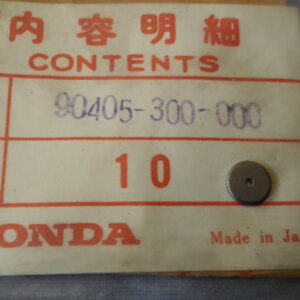 内容明細
CONTENTS
90405-300-000
10
ONDA Made in Ja